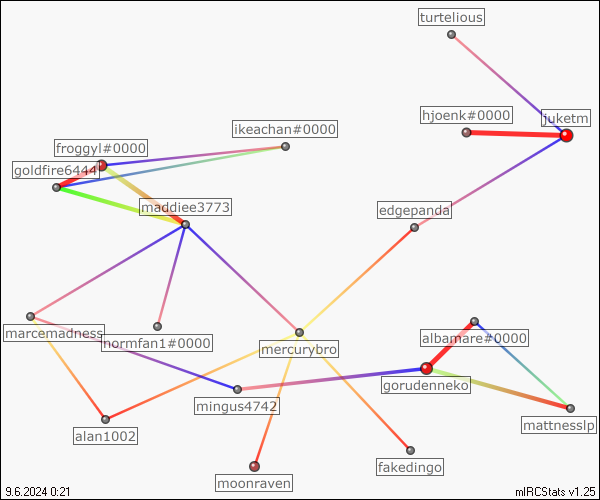 turtelious
hjoenk#0000
juketm
ikeachan#0000
froggyl#0000
goldfire6444
maddiee3773
edgepanda
marcemadness
normfan1#0000
mercurybro
albamare#0000
gorudenneko
mingus4742
mattnesslp
alan1002
fakedingo
moonraven
9.6.2024 0:21
mIRCStats v1.25